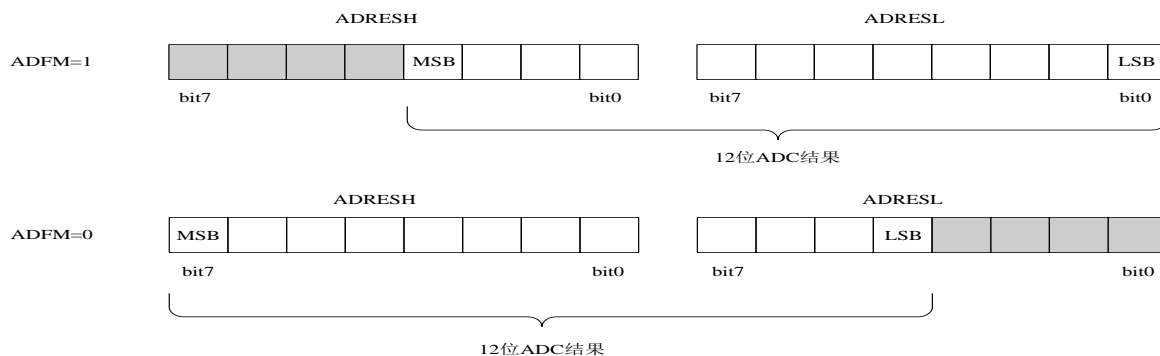 ADRESH ADRESL
ADFM=1 MSB LSB
bit7 bit0 bit7 bit0
12位ADC结果
ADRESH ADRESL
ADFM=0 MSB LSB
bit7 bit0 bit7 bit0
12位ADC结果